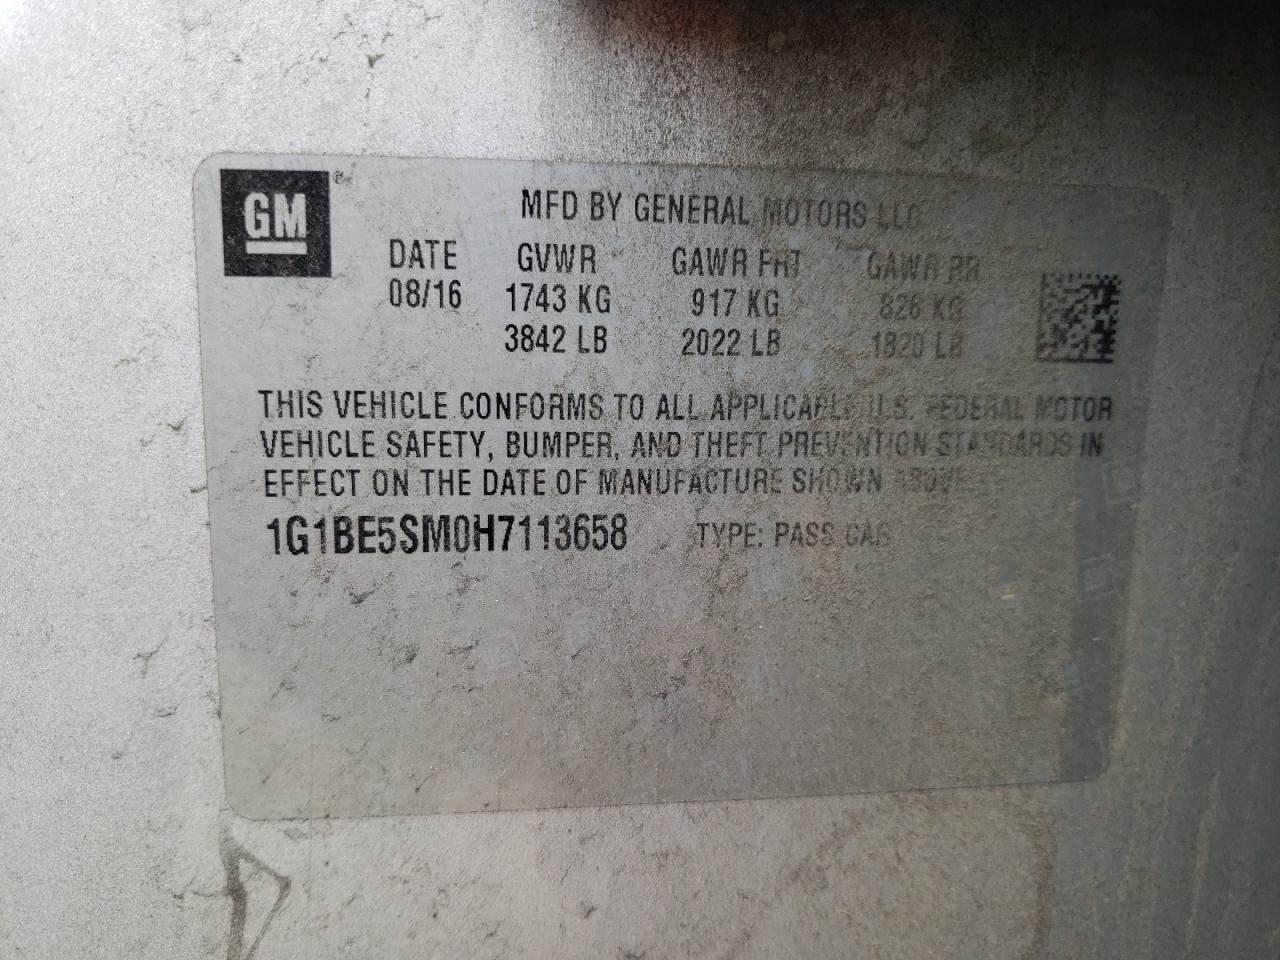 GM ®
MFD BY GENERAL MOTORS LLC
DATE GVWR GAWR FRT GAWR RR
08/16 1743 KG 917 KG 826 KG
3842 LB 2022 LB 1820 LB
THIS VEHICLE CONFORMS TO ALL APPLICABLE U.S. FEDERAL MOTOR
VEHICLE SAFETY, BUMPER, AND THEFT PREVENTION STANDARDS IN
EFFECT ON THE DATE OF MANUFACTURE SHOWN ABOVE.
1G1BE5SM0H7113658 TYPE: PASS CAR